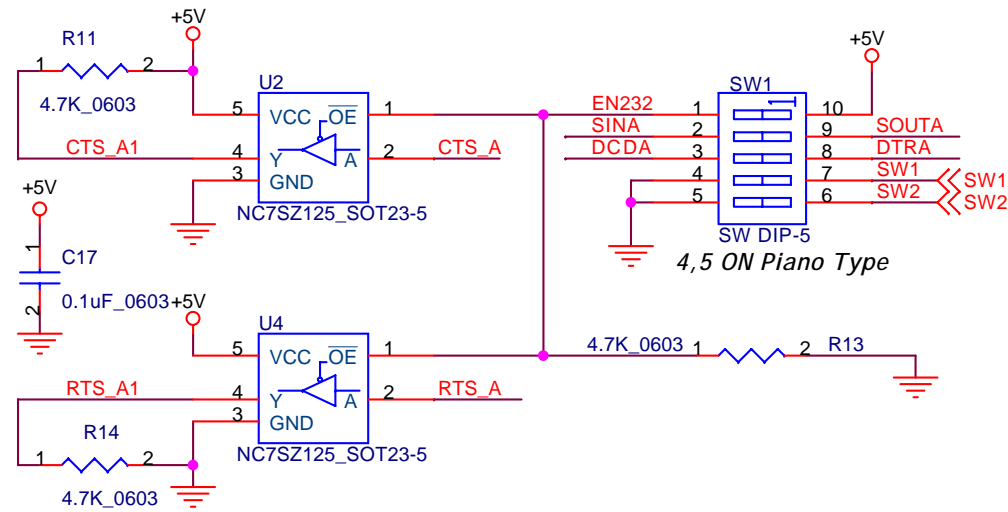 +5V
R11
1 2
4.7K_0603
U2
5 VCC OE 1
CTS_A1 4 Y A 2 CTS_A
3 GND
NC7SZ125_SOT23-5
+5V
SW1
EN232 1 10
SINA 2 9 SOUTA
DCDA 3 8 DTRA
4 7 SW1 SW1
5 6 SW2 SW2
SW DIP-5
4,5 ON Piano Type
+5V
1
C17
0.1uF_0603
2
+5V
U4
5 VCC OE 1
RTS_A1 4 Y A 2 RTS_A
3 GND
NC7SZ125_SOT23-5
4.7K_0603 1 2 R13
R14
1 2
4.7K_0603